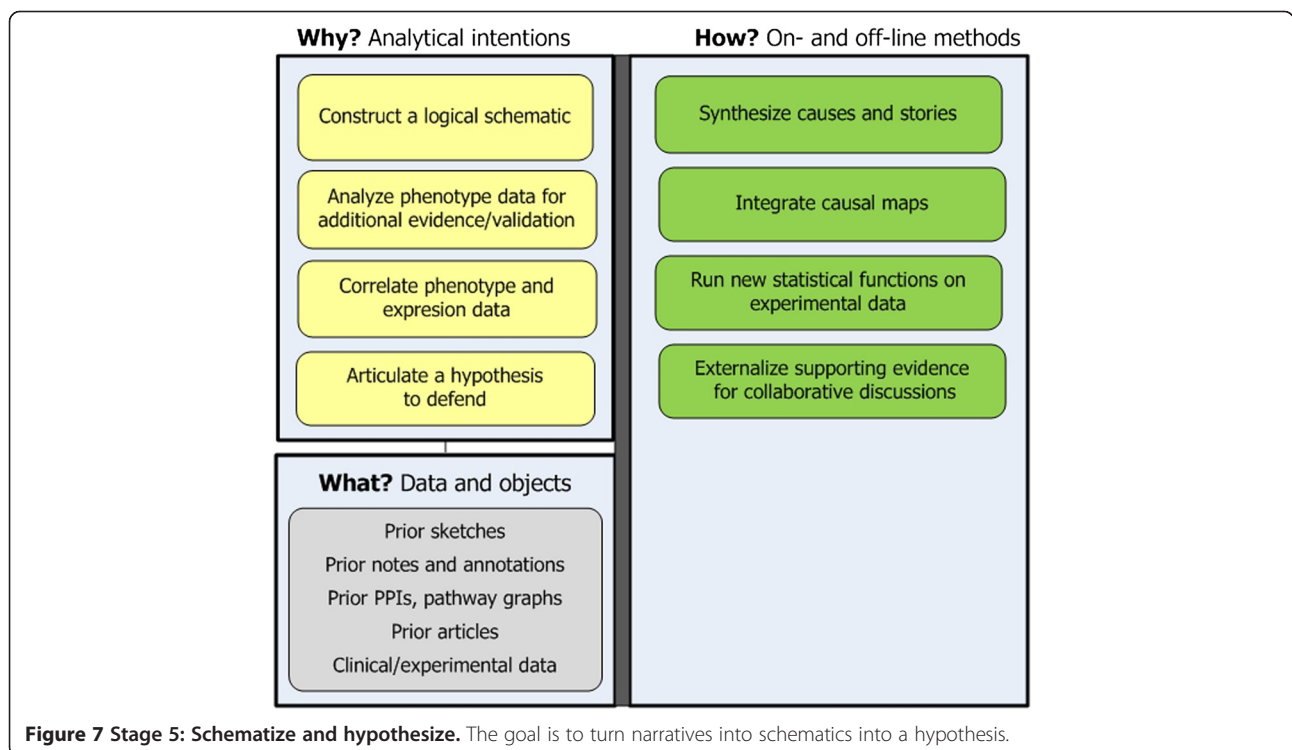 Why? Analytical intentions
Construct a logical schematic
Analyze phenotype data for
additional evidence/validation
Correlate phenotype and
expresion data
Articulate a hypothesis
to defend
What? Data and objects
Prior sketches
Prior notes and annotations
Prior PPIs, pathway graphs
Prior articles
Clinical/experimental data
How? On- and off-line methods
Synthesize causes and stories
Integrate causal maps
Run new statistical functions on
experimental data
Externalize supporting evidence
for collaborative discussions
Figure 7 Stage 5: Schematize and hypothesize. The goal is to turn narratives into schematics into a hypothesis.